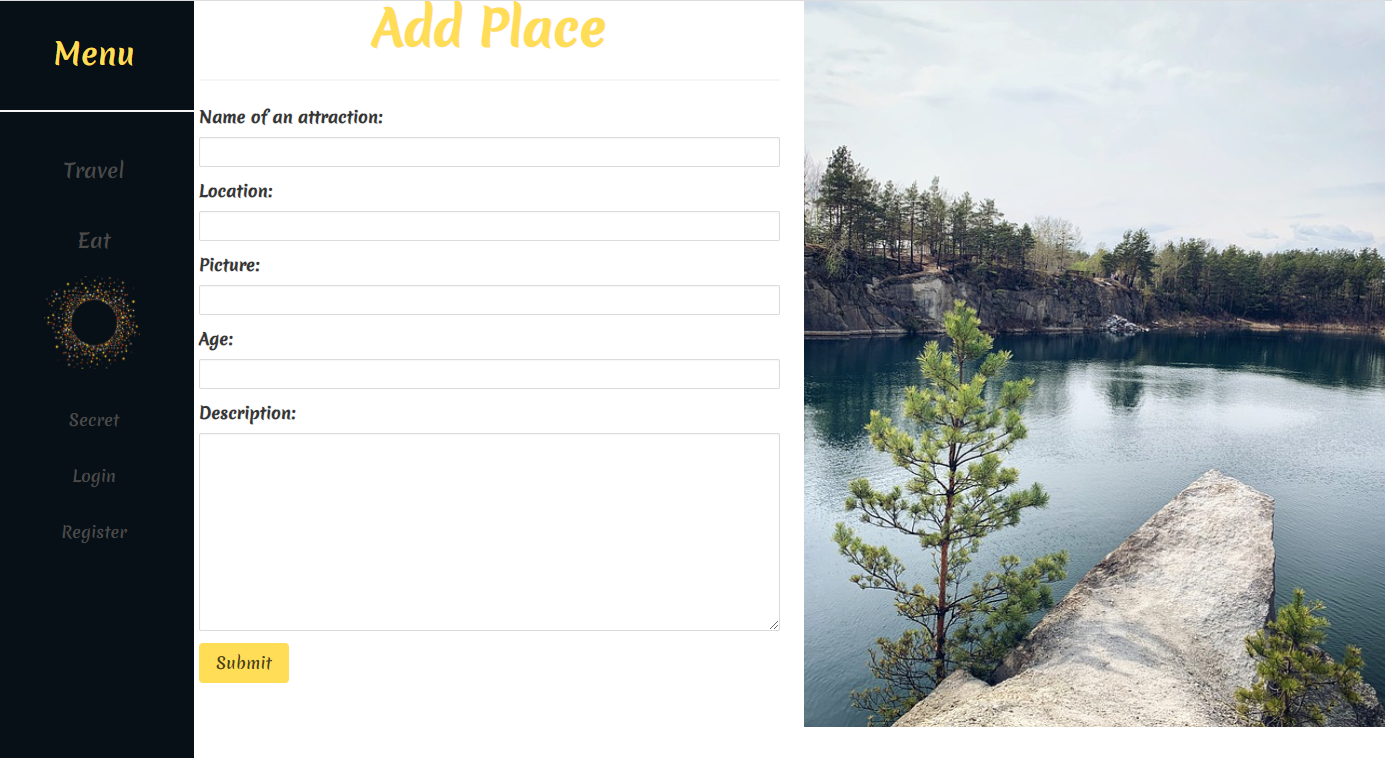 Menu
Travel
Eat
Secret
Login
Register
Add Place
Name of an attraction:
Location:
Picture:
Age:
Description:
Submit